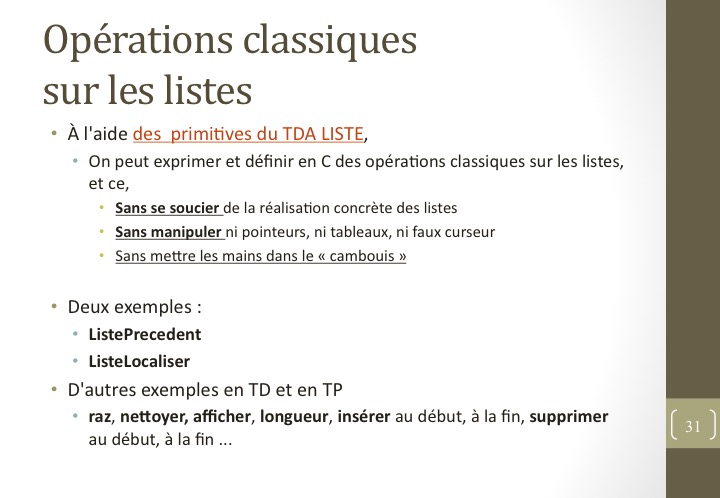 Opérations classiques
sur les listes
• À l'aide des primitives du TDA LISTE,
• On peut exprimer et définir en C des opérations classiques sur les listes,
et ce,
• Sans se soucier de la réalisation concrète des listes
• Sans manipuler ni pointeurs, ni tableaux, ni faux curseur
• Sans mettre les mains dans le « cambouis »
• Deux exemples :
• ListePrecedent
• ListeLocaliser
• D'autres exemples en TD et en TP
• raz, nettoyer, afficher, longueur, insérer au début, à la fin, supprimer
au début, à la fin ...
31